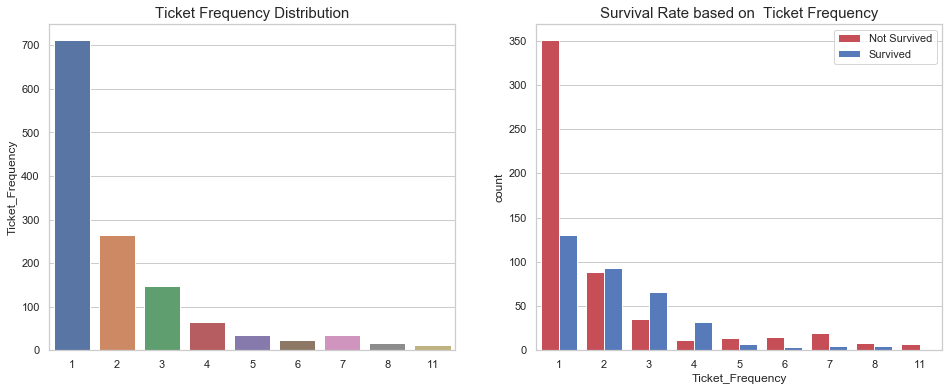 Ticket Frequency Distribution
Ticket_Frequency
700
600
500
400
300
200
100
0
1 2 3 4 5 6 7 8 11
Survival Rate based on  Ticket Frequency
Not Survived
Survived
count
350
300
250
200
150
100
50
0
1 2 3 4 5 6 7 8 11
Ticket_Frequency